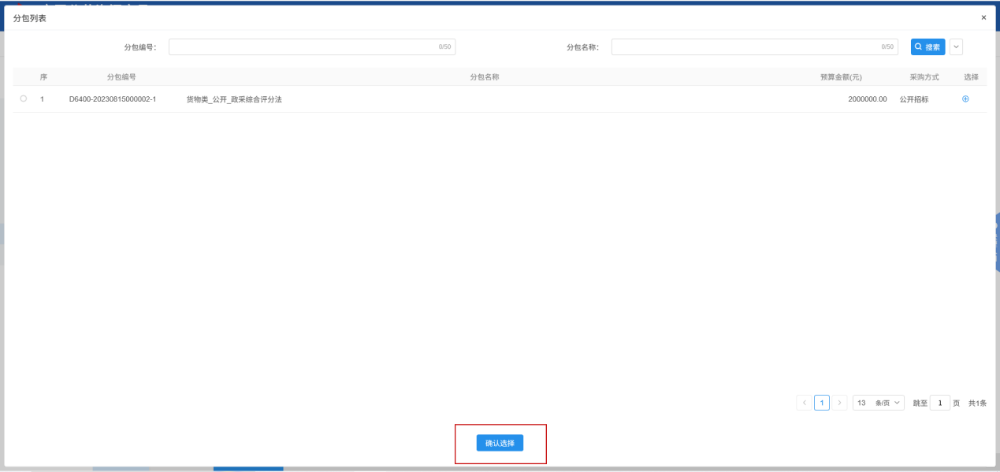 分包列表 ×
分包编号: 0/50 分包名称: 0/50 搜索
序 分包编号 分包名称 预算金额(元) 采购方式 选择
1 D6400-20230815000002-1 货物类_公开_政采综合评分法 2000000.00 公开招标
< 1 > 13 条/页 跳至 1 页 共1条
确认选择